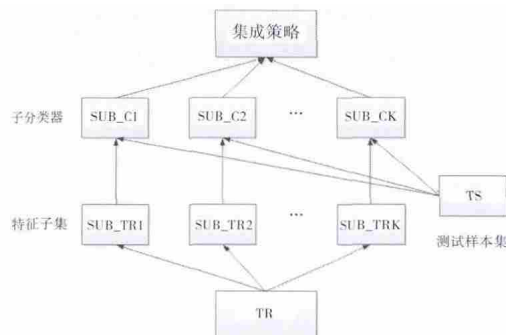 集成策略
子分类器
SUB_C1
SUB_C2
...
SUB_CK
TS
特征子集
SUB_TR1
SUB_TR2
...
SUB_TRK
测试样本集
TR